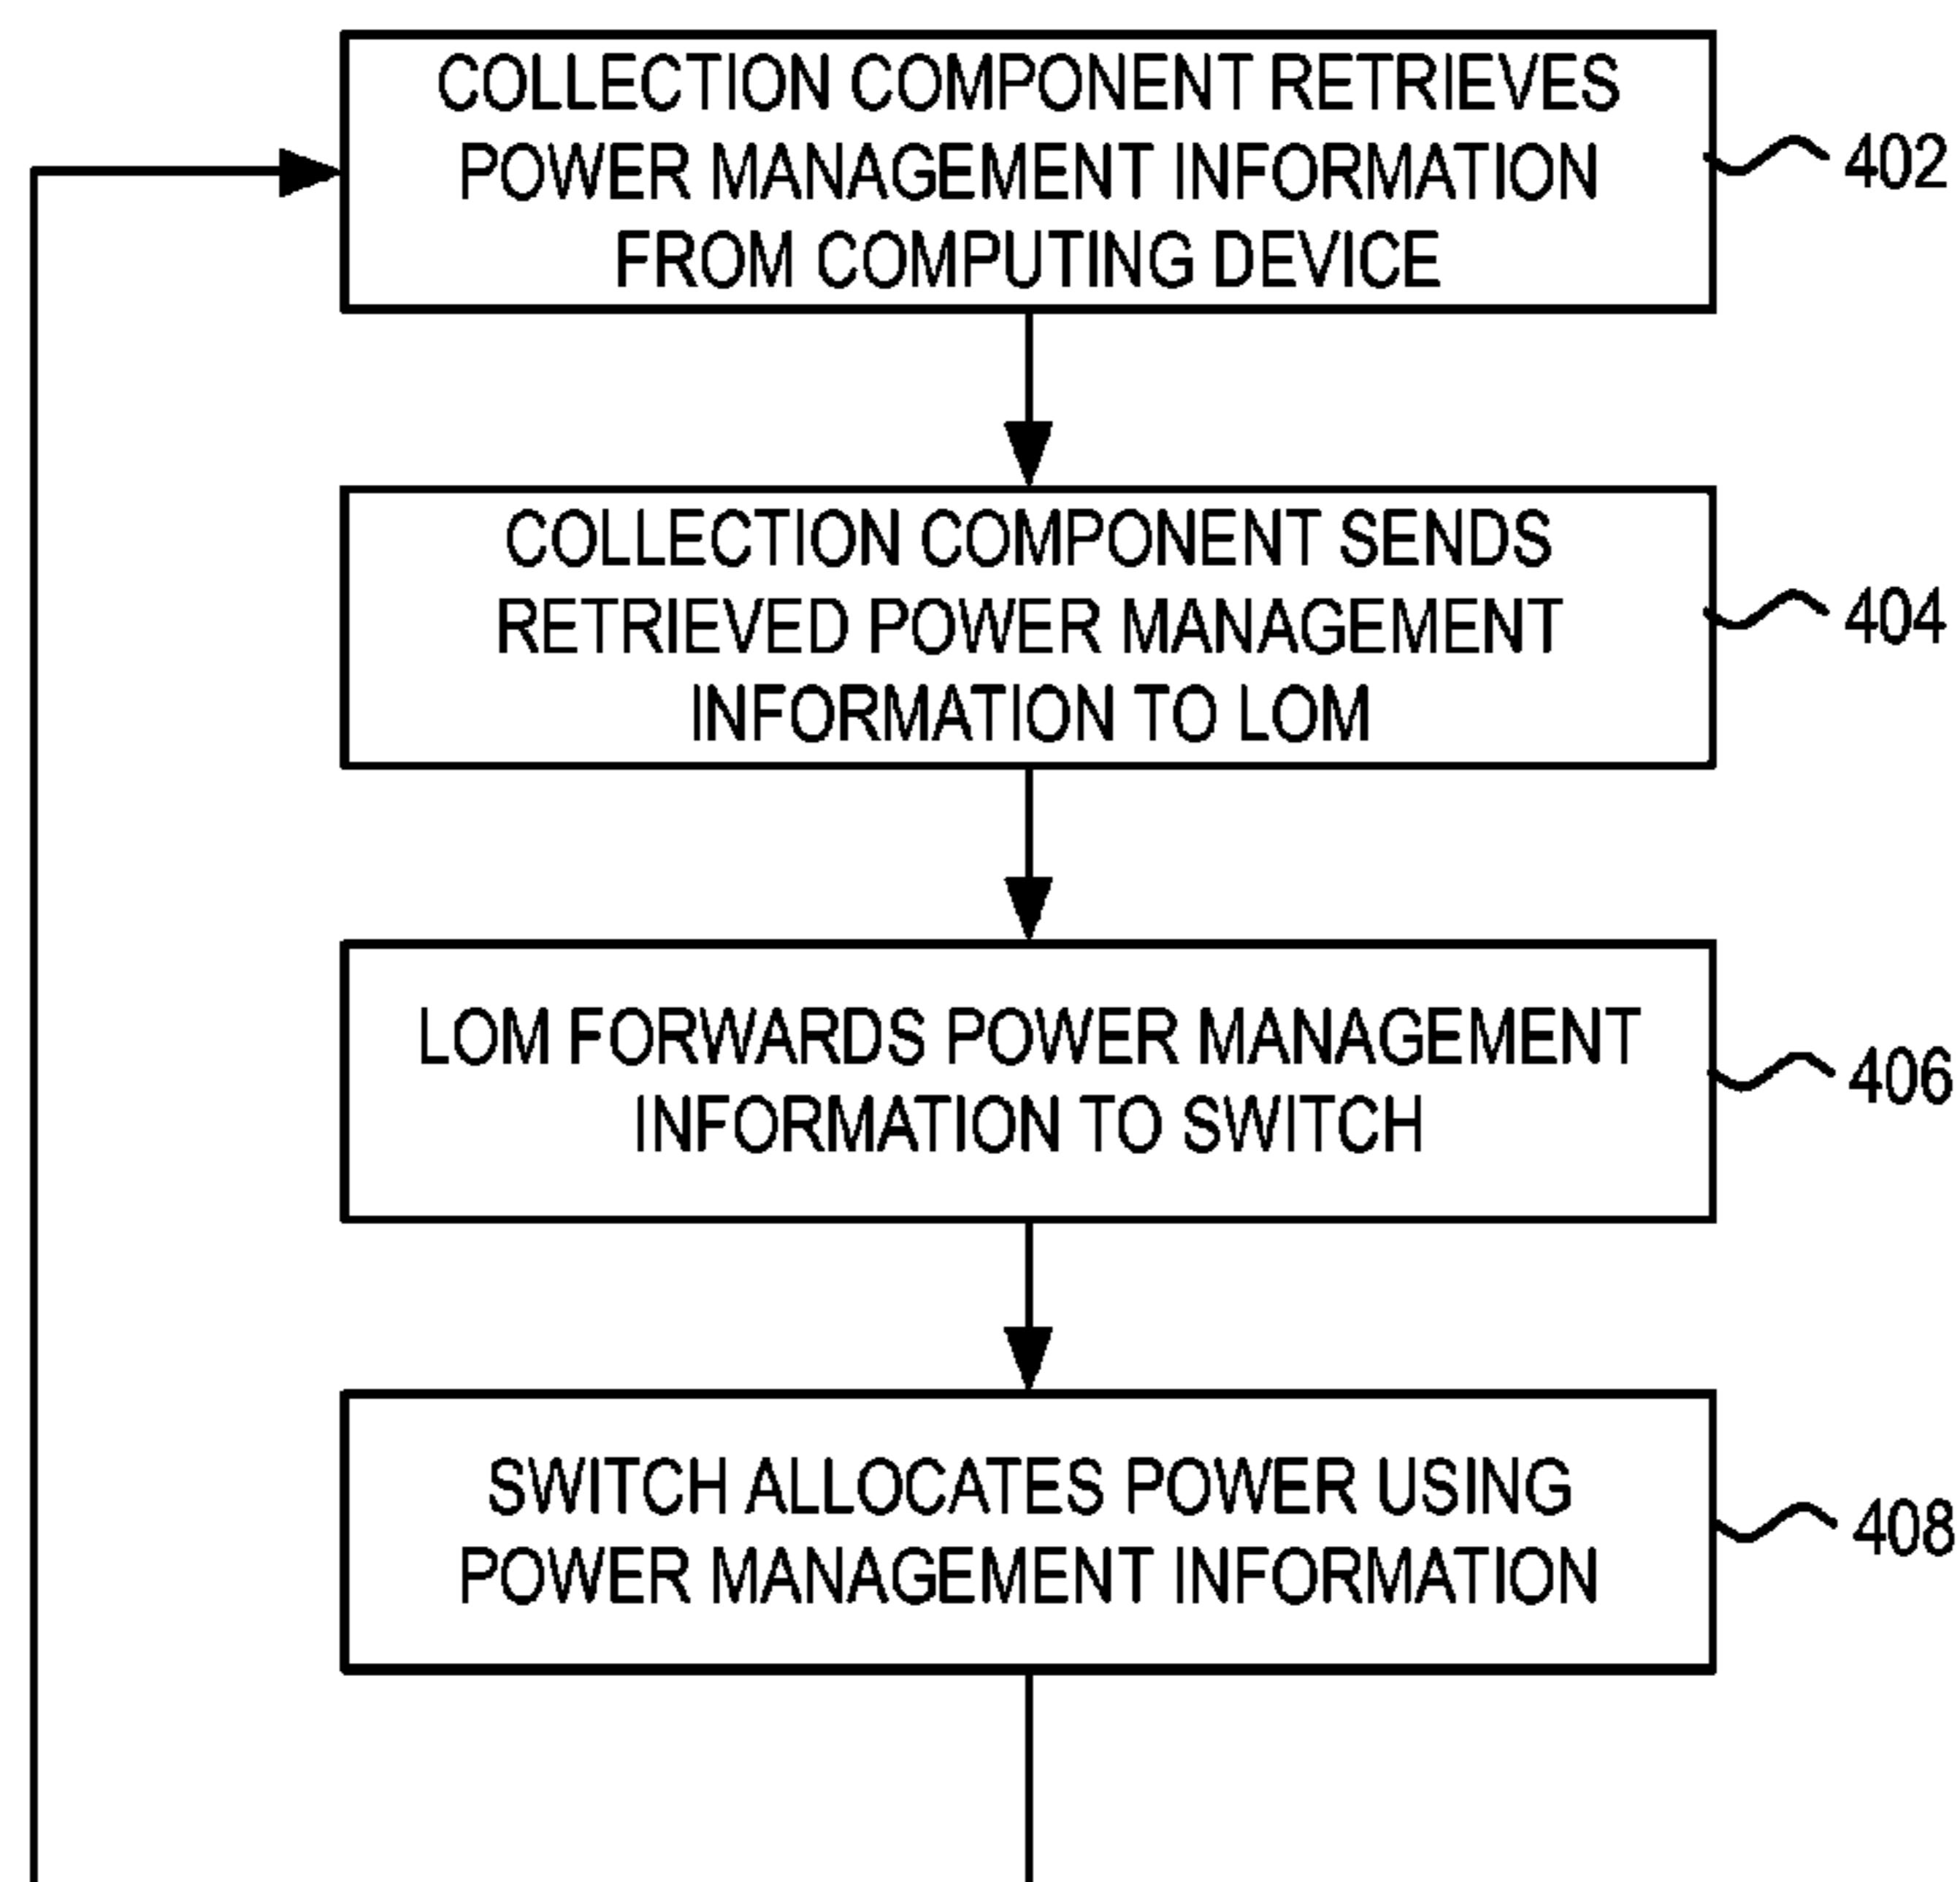 COLLECTION COMPONENT RETRIEVES
POWER MANAGEMENT INFORMATION
FROM COMPUTING DEVICE
402
COLLECTION COMPONENT SENDS
RETRIEVED POWER MANAGEMENT
INFORMATION TO LOM
404
LOM FORWARDS POWER MANAGEMENT
INFORMATION TO SWITCH
406
SWITCH ALLOCATES POWER USING
POWER MANAGEMENT INFORMATION
408